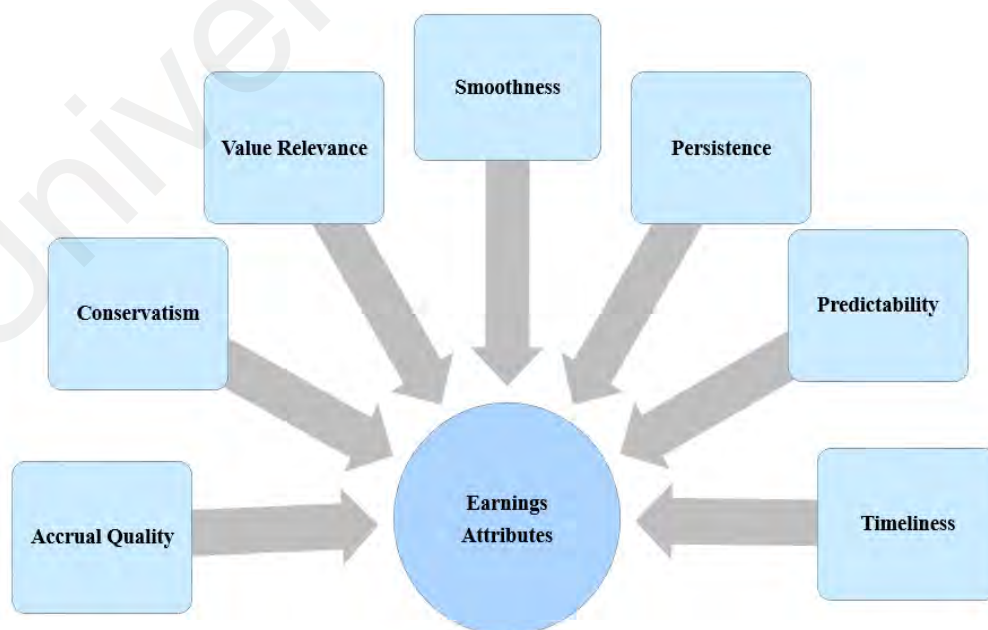 Smoothness
Value Relevance
Persistence
Conservatism
Predictability
Accrual Quality
Earnings
Attributes
Timeliness